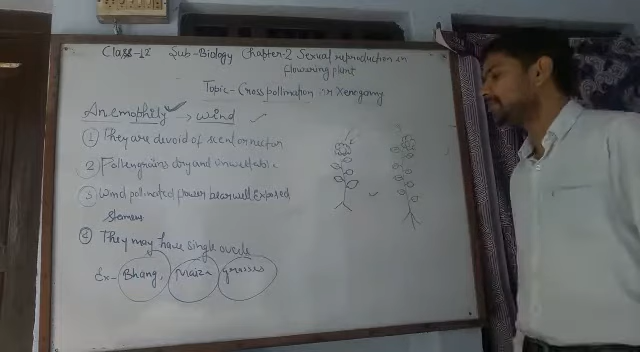 Class-12 Sub-Biology Chapter-2 Sexual reproduction in
flowering plant
Topic- Cross pollination or Xenogamy
Anemophily → wind
① They are devoid of scent or nectar
② Pollengrains dry and unwettable
③ Wind pollinated flower bear well Exposed
stamens
④ They may have single ovule
Ex- Bhang, maize grasses